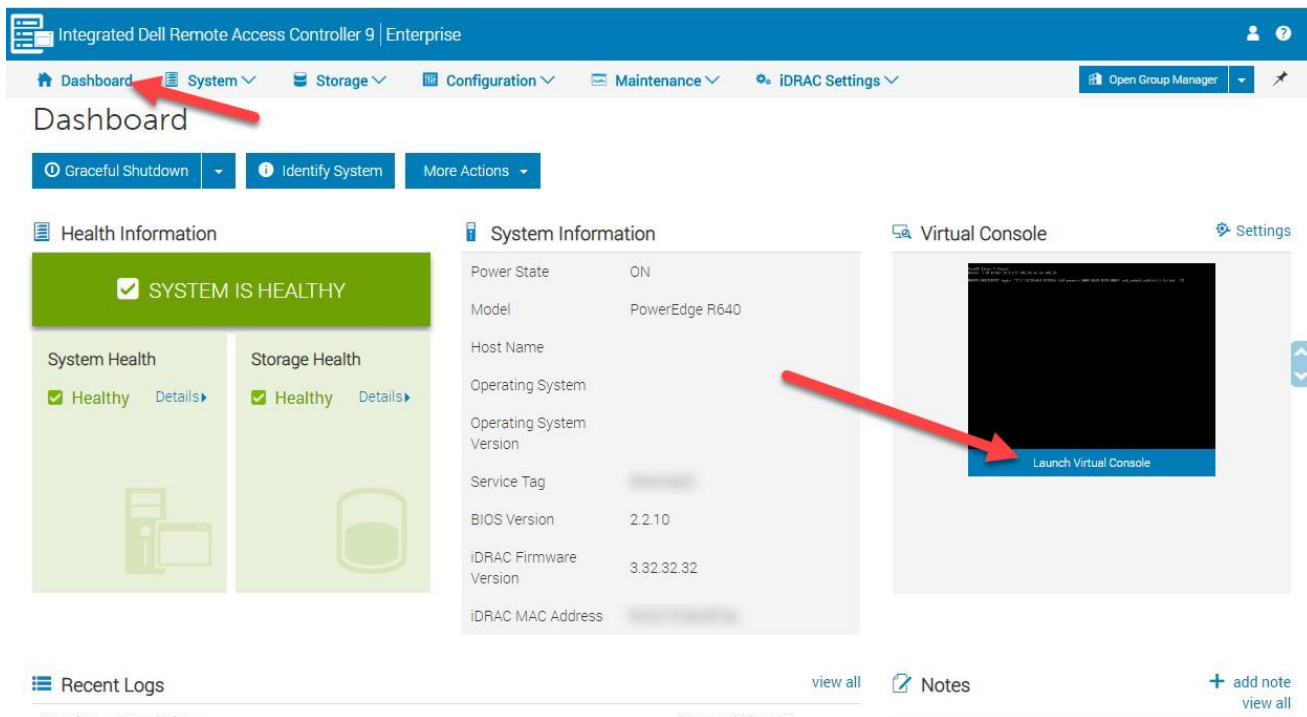 Integrated Dell Remote Access Controller 9 | Enterprise
Dashboard System Storage Configuration Maintenance iDRAC Settings Open Group Manager
Dashboard
Graceful Shutdown Identify System More Actions
Health Information
SYSTEM IS HEALTHY
System Health
Healthy Details
Storage Health
Healthy Details
System Information
Power State ON
Model PowerEdge R640
Host Name
Operating System
Operating System
Version
Service Tag
BIOS Version 2.2.10
iDRAC Firmware
Version 3.32.32.32
iDRAC MAC Address
Virtual Console Settings
Launch Virtual Console
Recent Logs view all
Notes + add note
view all